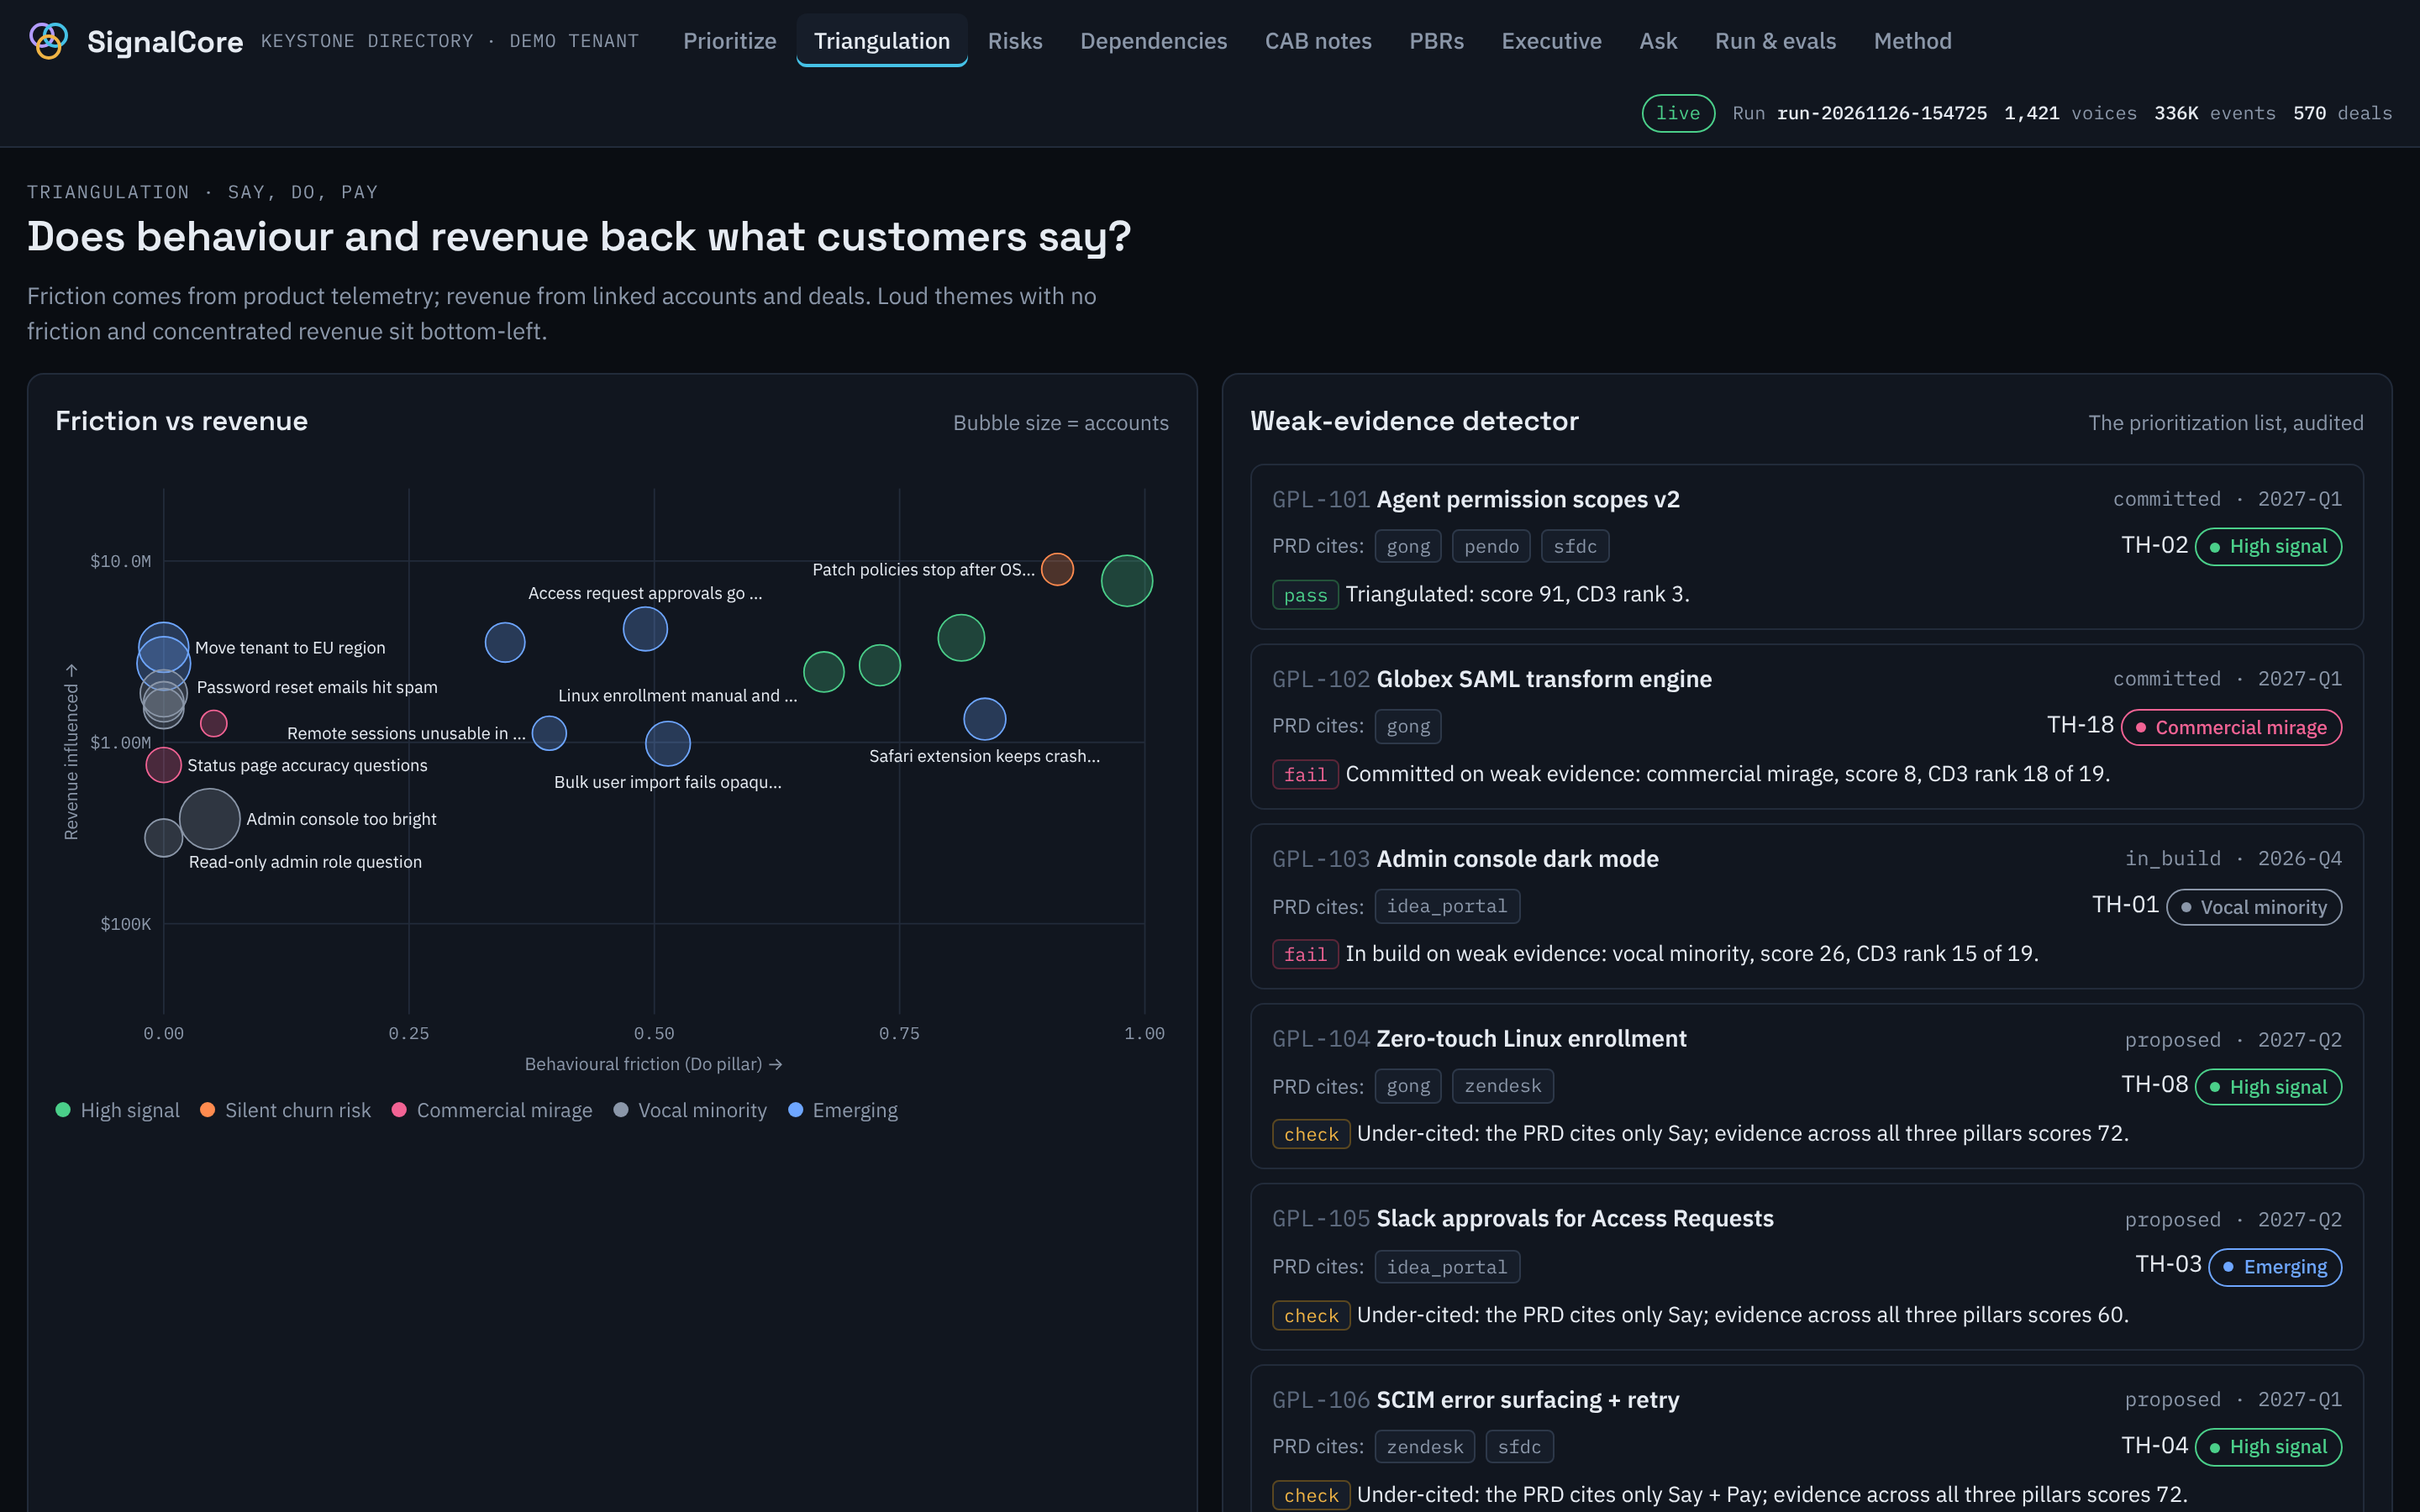 SignalCore KEYSTONE DIRECTORY · DEMO TENANT Prioritize Triangulation Risks Dependencies CAB notes PBRs Executive Ask Run & evals Method
live Run run-20261126-154725 1,421 voices 336K events 570 deals
TRIANGULATION · SAY, DO, PAY
Does behaviour and revenue back what customers say?
Friction comes from product telemetry; revenue from linked accounts and deals. Loud themes with no
friction and concentrated revenue sit bottom-left.
Friction vs revenue
Bubble size = accounts
Revenue influenced →
$10.0M
$1.00M
$100K
Patch policies stop after OS...
Access request approvals go ...
Move tenant to EU region
Password reset emails hit spam
Linux enrollment manual and ...
Remote sessions unusable in ...
Safari extension keeps crash...
Status page accuracy questions
Bulk user import fails opaqu...
Admin console too bright
Read-only admin role question
0.00 0.25 0.50 0.75 1.00
Behavioural friction (Do pillar) →
High signal Silent churn risk Commercial mirage Vocal minority Emerging
Weak-evidence detector
The prioritization list, audited
GPL-101 Agent permission scopes v2 committed · 2027-Q1
PRD cites: gong pendo sfdc TH-02 High signal
pass Triangulated: score 91, CD3 rank 3.
GPL-102 Globex SAML transform engine committed · 2027-Q1
PRD cites: gong TH-18 Commercial mirage
fail Committed on weak evidence: commercial mirage, score 8, CD3 rank 18 of 19.
GPL-103 Admin console dark mode in_build · 2026-Q4
PRD cites: idea_portal TH-01 Vocal minority
fail In build on weak evidence: vocal minority, score 26, CD3 rank 15 of 19.
GPL-104 Zero-touch Linux enrollment proposed · 2027-Q2
PRD cites: gong zendesk TH-08 High signal
check Under-cited: the PRD cites only Say; evidence across all three pillars scores 72.
GPL-105 Slack approvals for Access Requests proposed · 2027-Q2
PRD cites: idea_portal TH-03 Emerging
check Under-cited: the PRD cites only Say; evidence across all three pillars scores 60.
GPL-106 SCIM error surfacing + retry proposed · 2027-Q1
PRD cites: zendesk sfdc TH-04 High signal
check Under-cited: the PRD cites only Say + Pay; evidence across all three pillars scores 72.